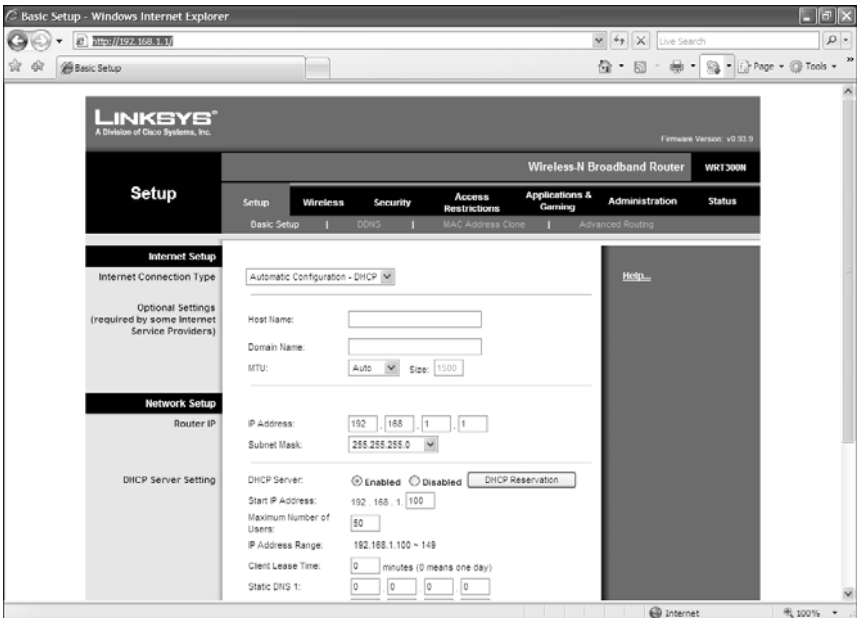 Basic Setup - Windows Internet Explorer
http://192.168.1.1/
Live Search
Basic Setup
Page
Tools
LINKSYS®
A Division of Cisco Systems, Inc.
Firmware Version: v0.93.9
Wireless-N Broadband Router WRT300N
Setup
Setup Wireless Security Access Restrictions Applications & Gaming Administration Status
Basic Setup | DDNS | MAC Address Clone | Advanced Routing
Internet Setup
Internet Connection Type
Automatic Configuration - DHCP
Help...
Optional Settings
(required by some Internet
Service Providers)
Host Name:
Domain Name:
MTU: Auto Size: 1500
Network Setup
Router IP
IP Address: 192 . 168 . 1 . 1
Subnet Mask: 255.255.255.0
DHCP Server Setting
DHCP Server: Enabled Disabled DHCP Reservation
Start IP Address: 192 . 168 . 1. 100
Maximum Number of
Users: 50
IP Address Range: 192.168.1.100 ~ 149
Client Lease Time: 0 minutes (0 means one day)
Static DNS 1: 0 . 0 . 0 . 0
Internet
100%